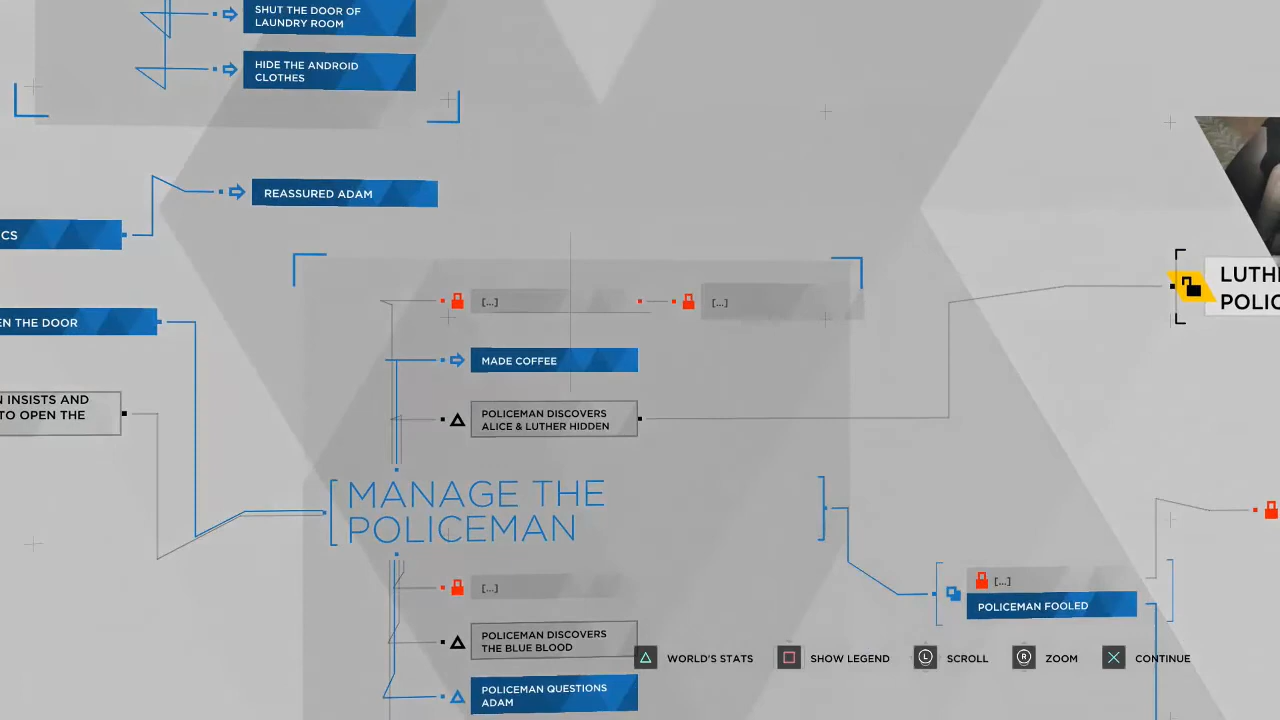 SHUT THE DOOR OF
LAUNDRY ROOM
HIDE THE ANDROID
CLOTHES
REASSURED ADAM
CS
EN THE DOOR
N INSISTS AND
TO OPEN THE
[...]
[...]
MADE COFFEE
POLICEMAN DISCOVERS
ALICE & LUTHER HIDDEN
LUTHE
POLIC
MANAGE THE
POLICEMAN
[...]
POLICEMAN DISCOVERS
THE BLUE BLOOD
POLICEMAN QUESTIONS
ADAM
[...]
POLICEMAN FOOLED
WORLD'S STATS
SHOW LEGEND
L SCROLL
R ZOOM
CONTINUE